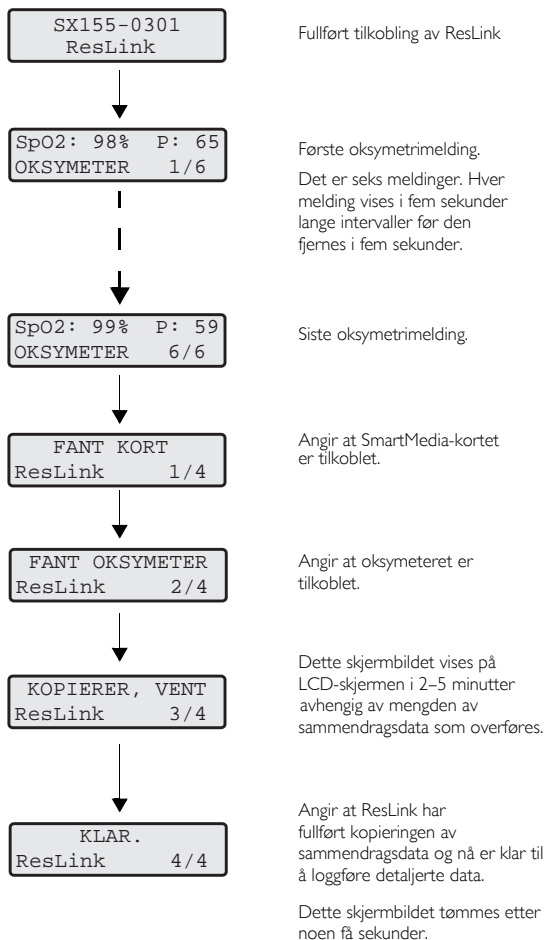 SX155-0301
ResLink
Fullført tilkobling av ResLink
SpO2: 98% P: 65
OKSYMETER 1/6
Første oksymetrimelding.
Det er seks meldinger. Hver
melding vises i fem sekunder
lange intervaller før den
fjernes i fem sekunder.
SpO2: 99% P: 59
OKSYMETER 6/6
Siste oksymetrimelding.
FANT KORT
ResLink 1/4
Angir at SmartMedia-kortet
er tilkoblet.
FANT OKSYMETER
ResLink 2/4
Angir at oksymeteret er
tilkoblet.
KOPIERER, VENT
ResLink 3/4
Dette skjermbildet vises på
LCD-skjermen i 2–5 minutter
avhengig av mengden av
sammendragsdata som overføres.
KLAR.
ResLink 4/4
Angir at ResLink har
fullført kopieringen av
sammendragsdata og nå er klar til
å loggføre detaljerte data.
Dette skjermbildet tømmes etter
noen få sekunder.